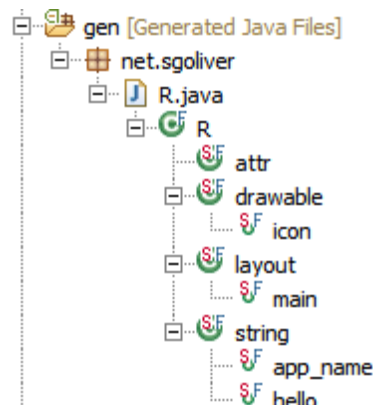 gen [Generated Java Files]
net.sgoliver
R.java
R
attr
drawable
icon
layout
main
string
app_name
hello